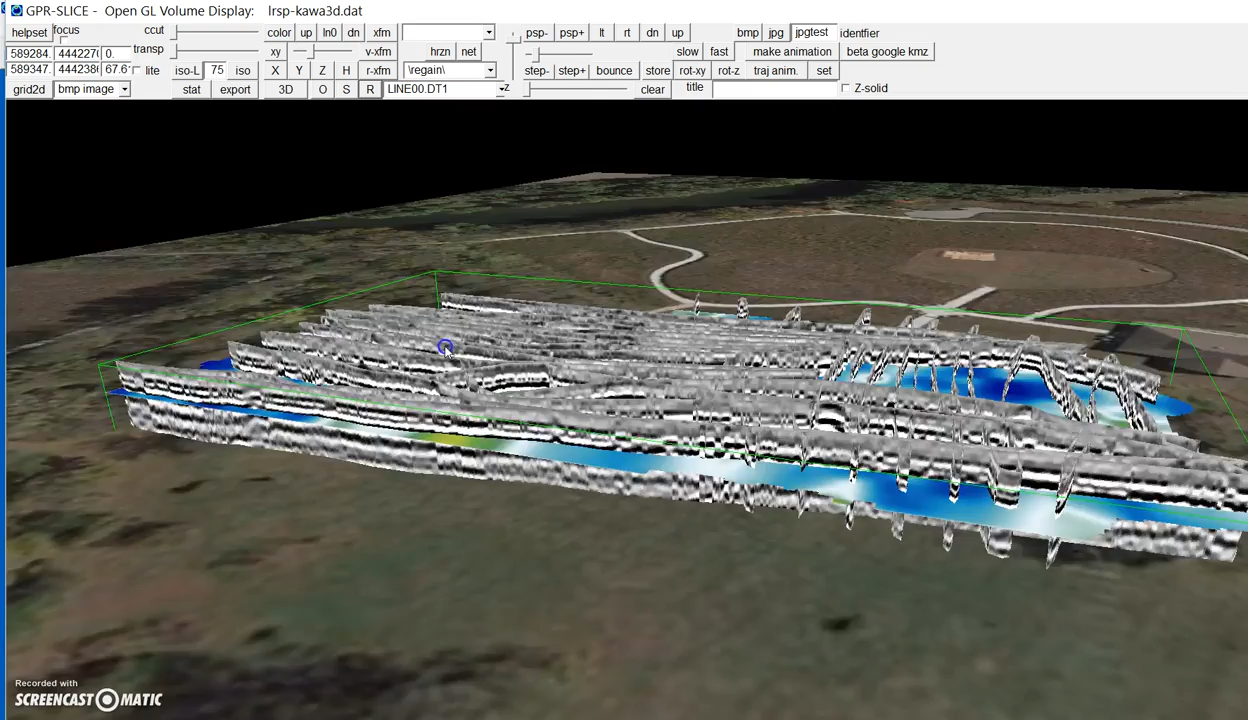 GPR-SLICE - Open GL Volume Display: lrsp-kawa3d.dat
helpset focus ccut color up ln0 dn xfm psp- psp+ lt rt dn up bmp jpg jpgtest identfier
589284. 4442270 0. transp xy v-xfm hrzn net slow fast make animation beta google kmz
589347. 4442386 67.6 lite iso-L 75 iso X Y Z H r-xfm \regain\ step- step+ bounce store rot-xy rot-z traj anim. set
grid2d bmp image stat export 3D O S R LINE00.DT1 z clear title Z-solid
Recorded with
SCREENCAST-O-MATIC